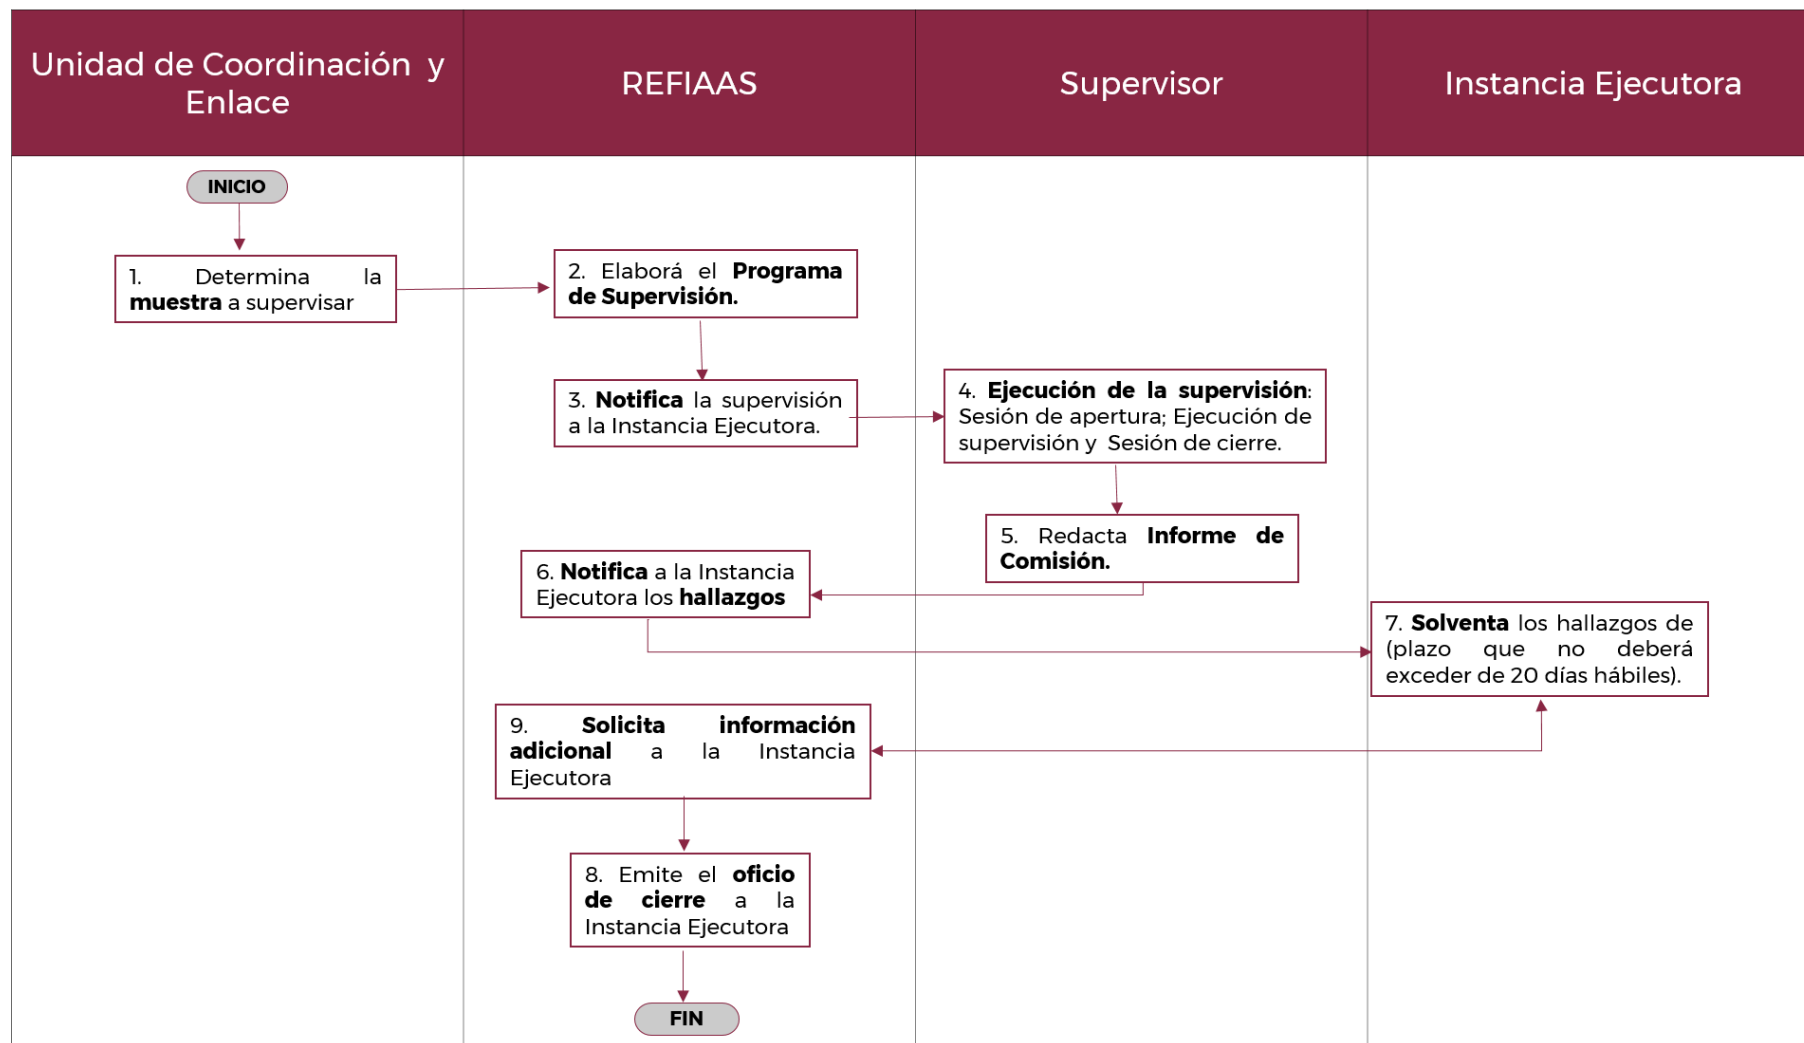 Unidad de Coordinación y
Enlace
REFIAAS
Supervisor
Instancia Ejecutora
INICIO
1. Determina la
muestra a supervisar
2. Elaborá el Programa
de Supervisión.
3. Notifica la supervisión
a la Instancia Ejecutora.
4. Ejecución de la supervisión:
Sesión de apertura; Ejecución de
supervisión y Sesión de cierre.
5. Redacta Informe de
Comisión.
6. Notifica a la Instancia
Ejecutora los hallazgos
7. Solventa los hallazgos de
(plazo que no deberá
exceder de 20 días hábiles).
9. Solicita información
adicional a la Instancia
Ejecutora
8. Emite el oficio
de cierre a la
Instancia Ejecutora
FIN